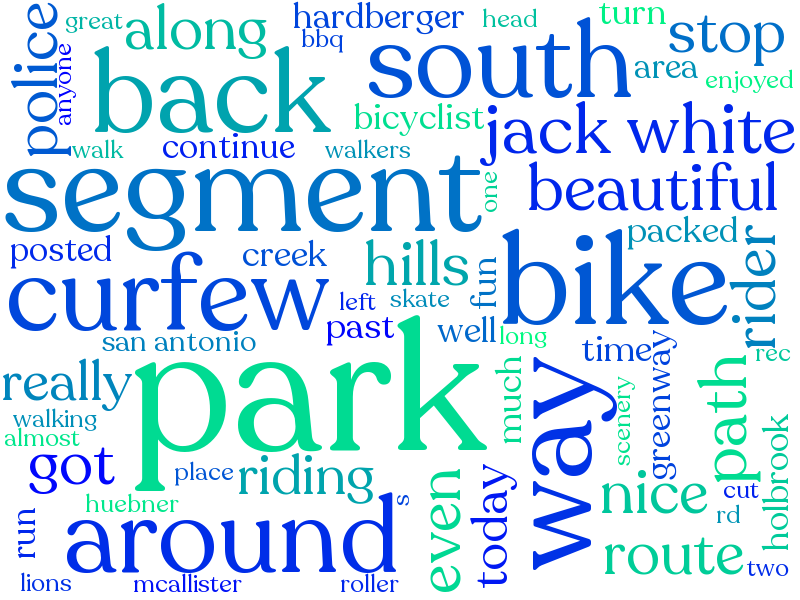 police
great
anyone
along
hardberger
bbq
head
turn
stop
back
south
area
enjoyed
bicyclist
jack white
walk
continue
walkers
segment
one
beautiful
posted
creek
hills
fun
bike
packed
rider
curfew
left
skate
san antonio
past
well
long
time
rec
really
park
much
way
scenery
greenway
path
walking
almost
got
place
riding
even
today
nice
cut
holbrook
huebner
s
rd
run
around
route
two
lions
mcallister
roller